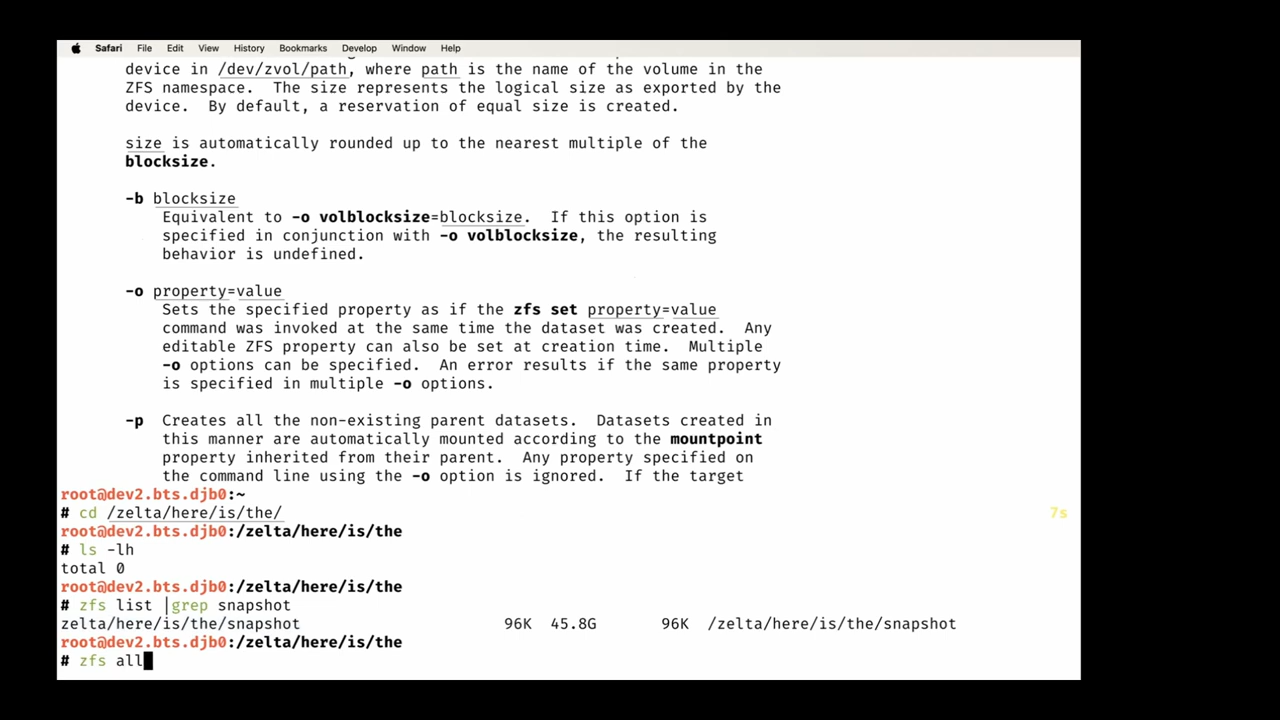 Safari File Edit View History Bookmarks Develop Window Help
device in /dev/zvol/path, where path is the name of the volume in the
ZFS namespace. The size represents the logical size as exported by the
device. By default, a reservation of equal size is created.
size is automatically rounded up to the nearest multiple of the
blocksize.
-b blocksize
Equivalent to -o volblocksize=blocksize. If this option is
specified in conjunction with -o volblocksize, the resulting
behavior is undefined.
-o property=value
Sets the specified property as if the zfs set property=value
command was invoked at the same time the dataset was created. Any
editable ZFS property can also be set at creation time. Multiple
-o options can be specified. An error results if the same property
is specified in multiple -o options.
-p Creates all the non-existing parent datasets. Datasets created in
this manner are automatically mounted according to the mountpoint
property inherited from their parent. Any property specified on
the command line using the -o option is ignored. If the target
root@dev2.bts.djb0:~
# cd /zelta/here/is/the/ 7s
root@dev2.bts.djb0:/zelta/here/is/the
# ls -lh
total 0
root@dev2.bts.djb0:/zelta/here/is/the
# zfs list |grep snapshot
zelta/here/is/the/snapshot 96K 45.8G 96K /zelta/here/is/the/snapshot
root@dev2.bts.djb0:/zelta/here/is/the
# zfs all